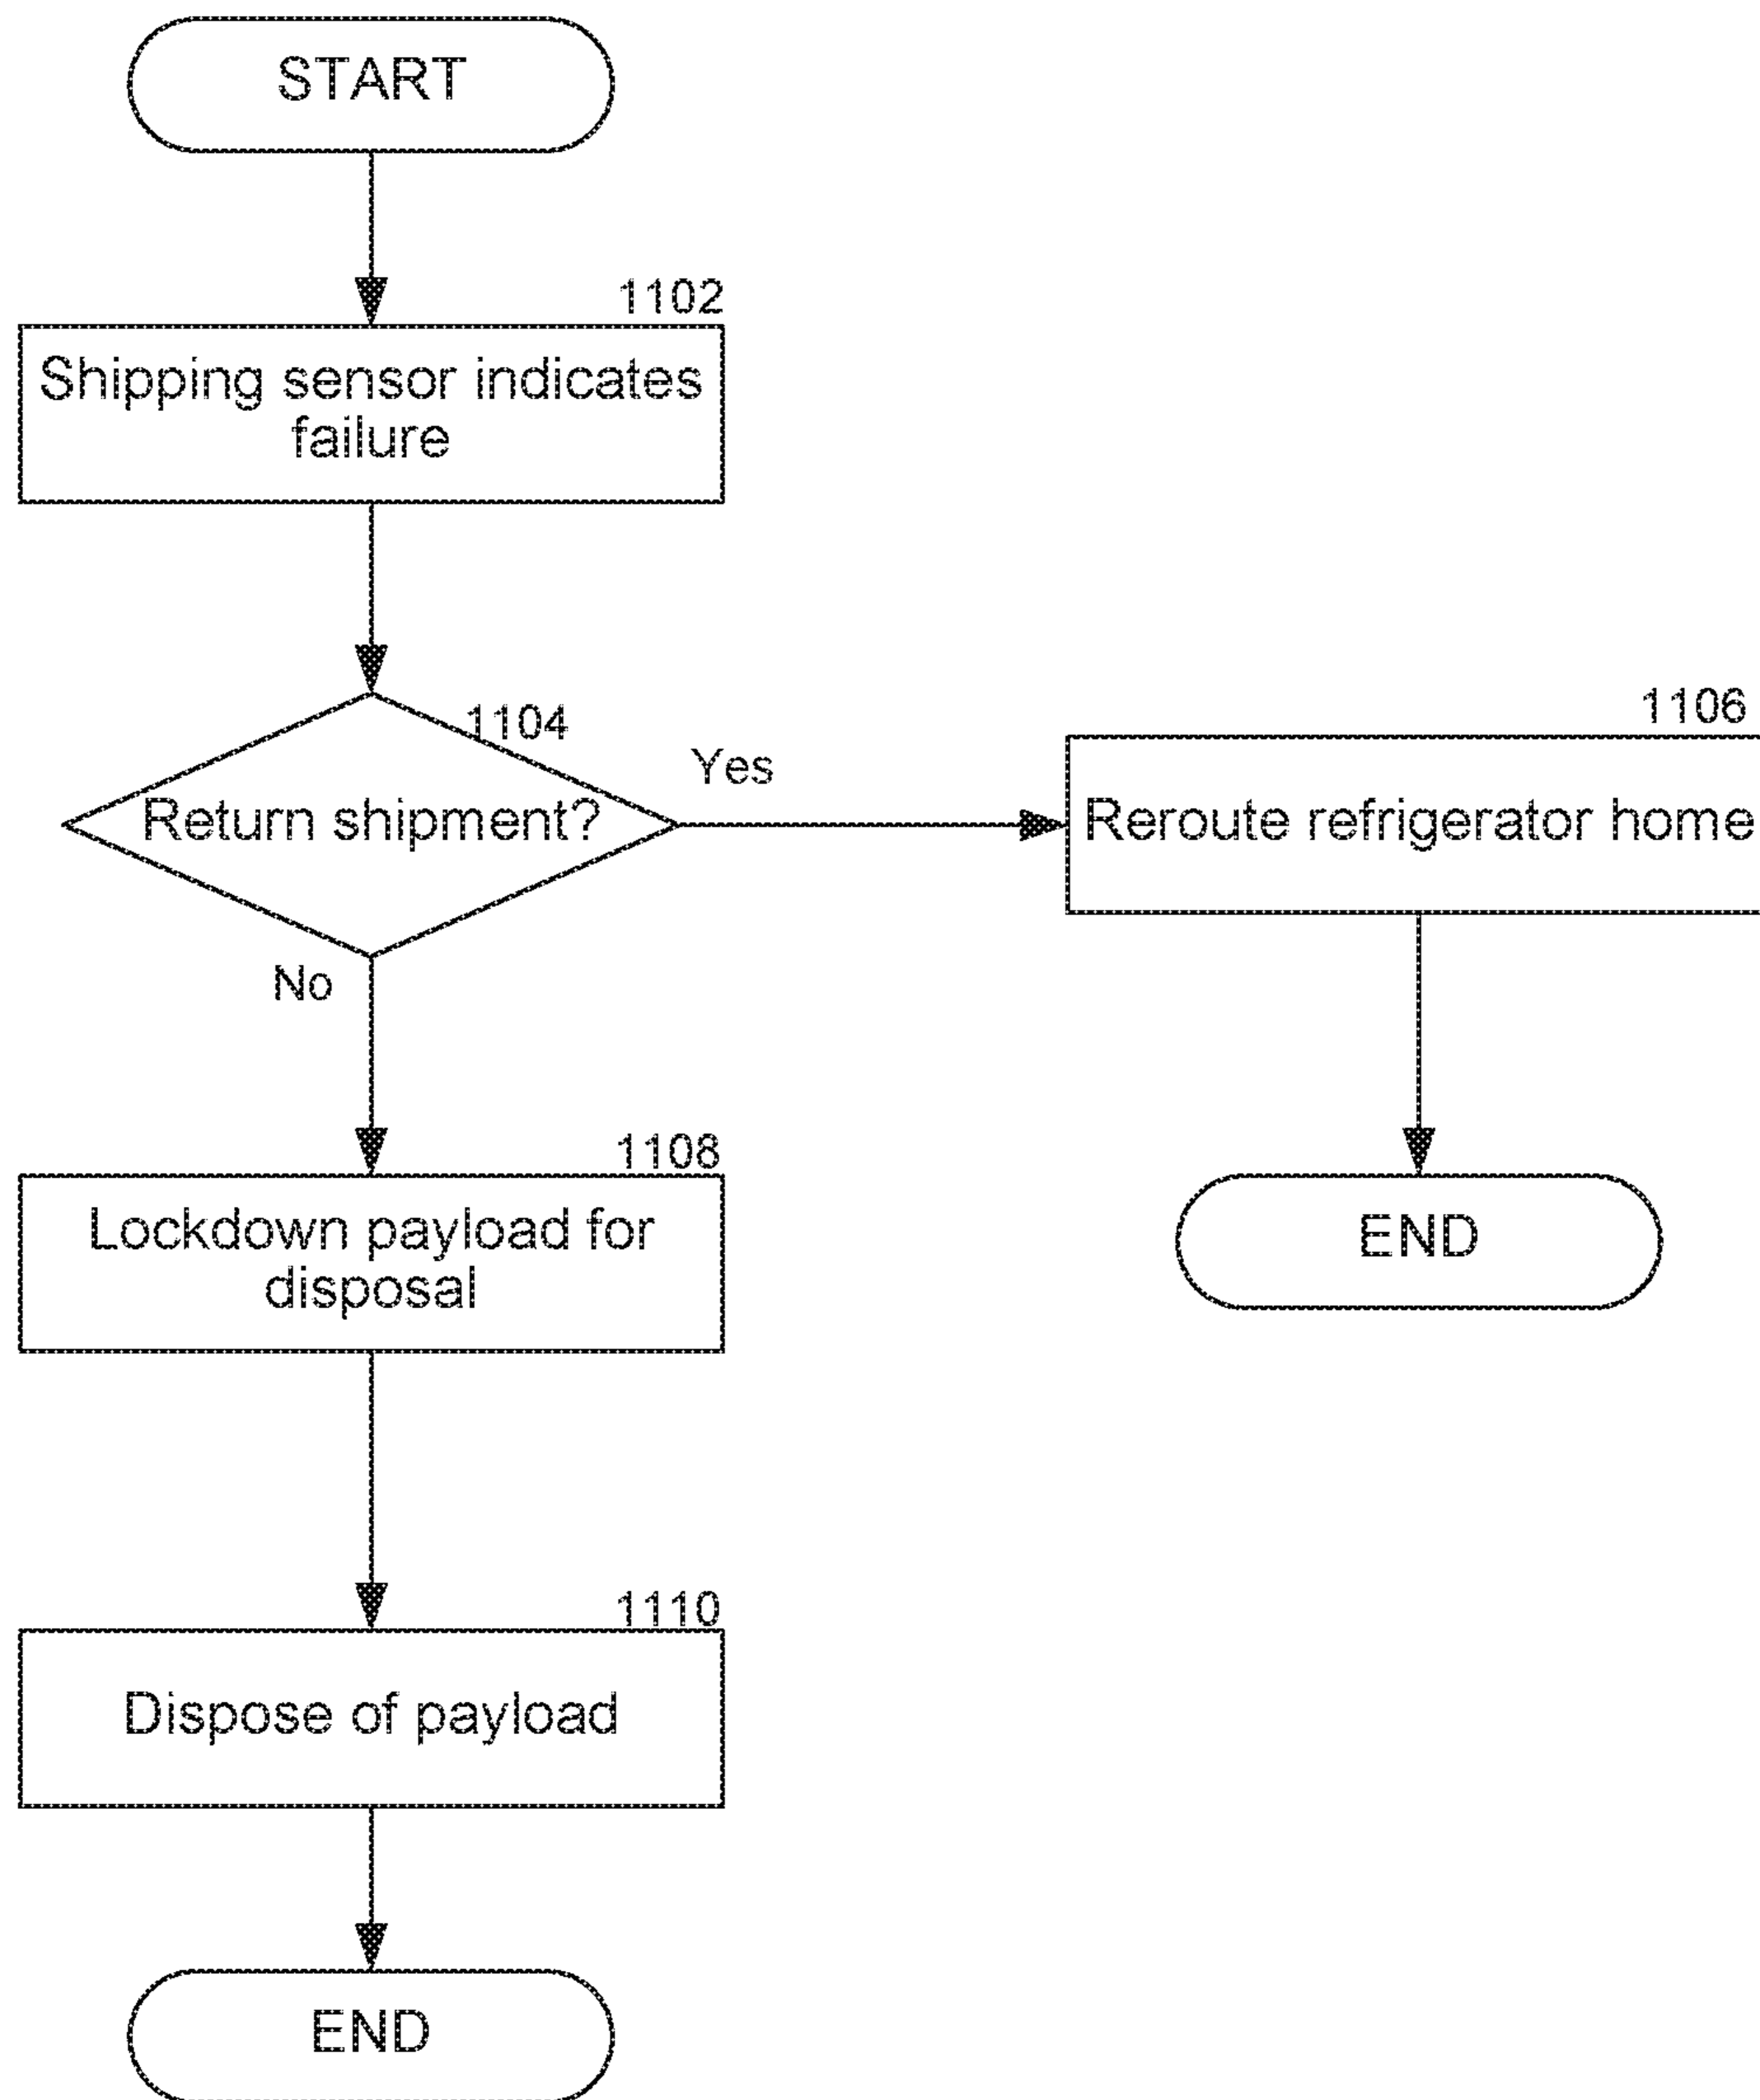 START
1102
Shipping sensor indicates
failure
1104
Return shipment?
Yes
1106
Reroute refrigerator home
No
1108
Lockdown payload for
disposal
END
1110
Dispose of payload
END